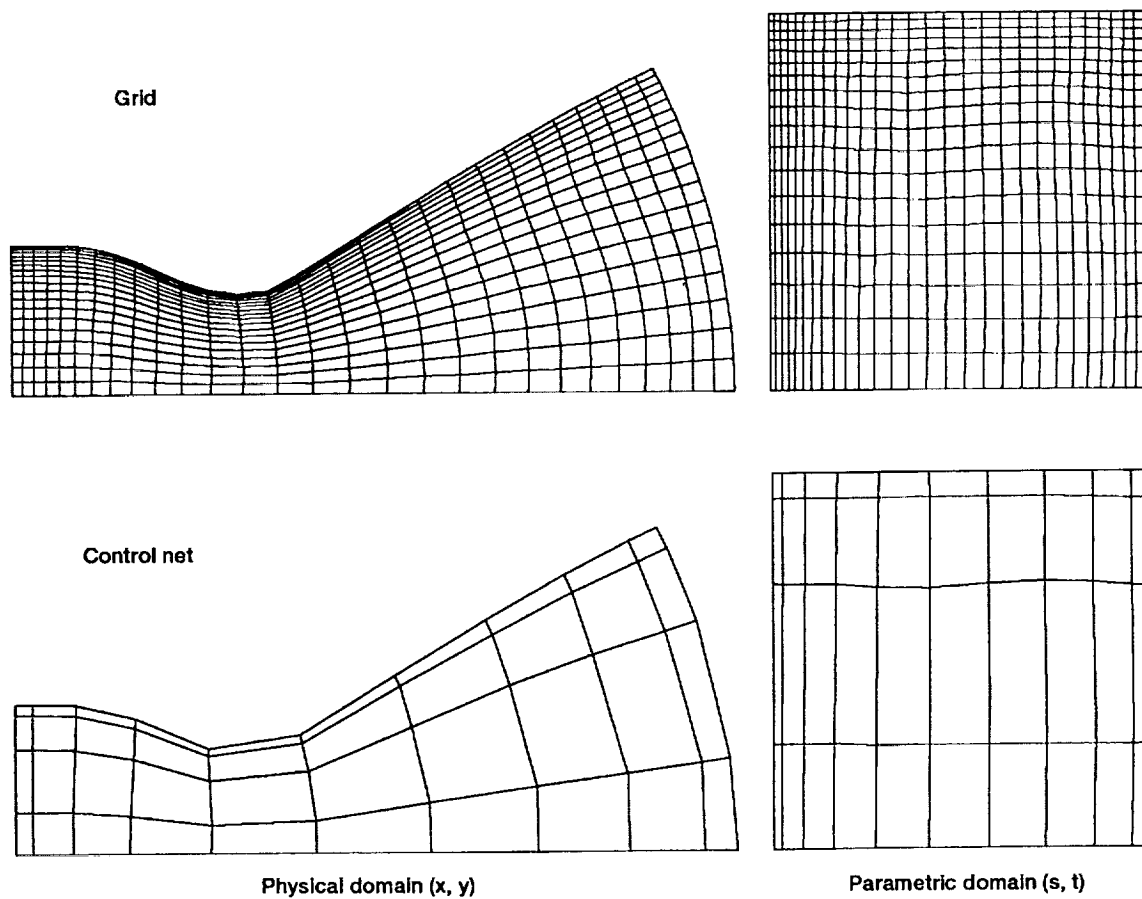 Grid
Control net
Physical domain (x, y)
Parametric domain (s, t)